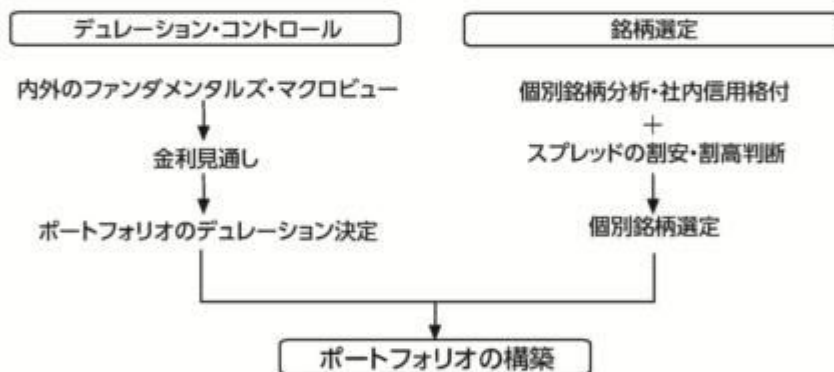 デュレーション・コントロール
内外のファンダメンタルズ・マクロビュー
金利見通し
ポートフォリオのデュレーション決定
銘柄選定
個別銘柄分析・社内信用格付
+
スプレッドの割安・割高判断
個別銘柄選定
ポートフォリオの構築